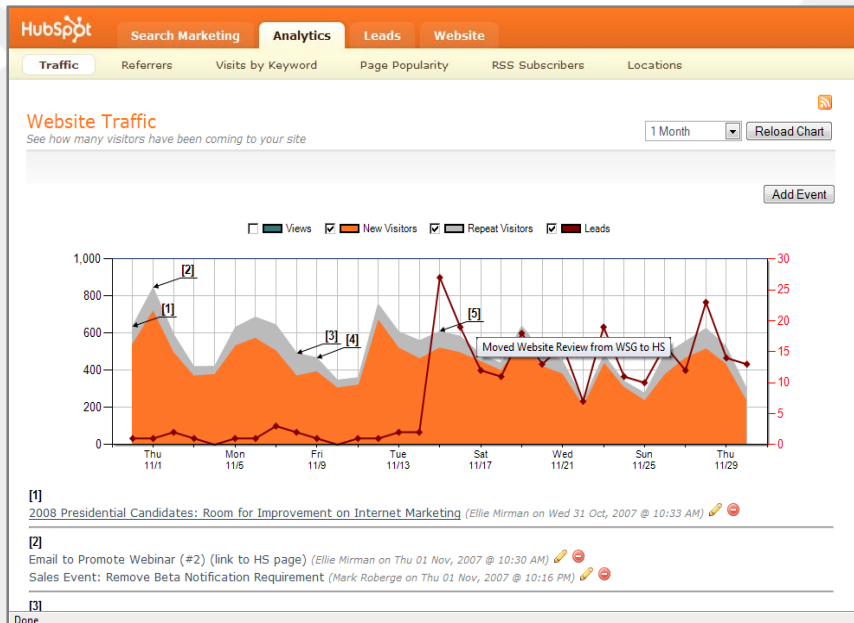 HubSpot
Search Marketing Analytics Leads Website
Traffic Referrers Visits by Keyword Page Popularity RSS Subscribers Locations
Website Traffic
See how many visitors have been coming to your site
1 Month Reload Chart
Add Event
Views New Visitors Repeat Visitors Leads
1,000
800
600
400
200
0
30
25
20
15
10
5
0
[1]
[2]
[3]
[4]
[5]
Moved Website Review from WSG to HS
Thu Mon Fri Tue Sat Wed Sun Thu
11/1 11/5 11/9 11/13 11/17 11/21 11/25 11/29
[1]
2008 Presidential Candidates: Room for Improvement on Internet Marketing (Ellie Mirman on Wed 31 Oct, 2007 @ 10:33 AM)
[2]
Email to Promote Webinar (#2) (link to HS page) (Ellie Mirman on Thu 01 Nov, 2007 @ 10:30 AM)
Sales Event: Remove Beta Notification Requirement (Mark Roberge on Thu 01 Nov, 2007 @ 10:16 PM)
[3]
Done